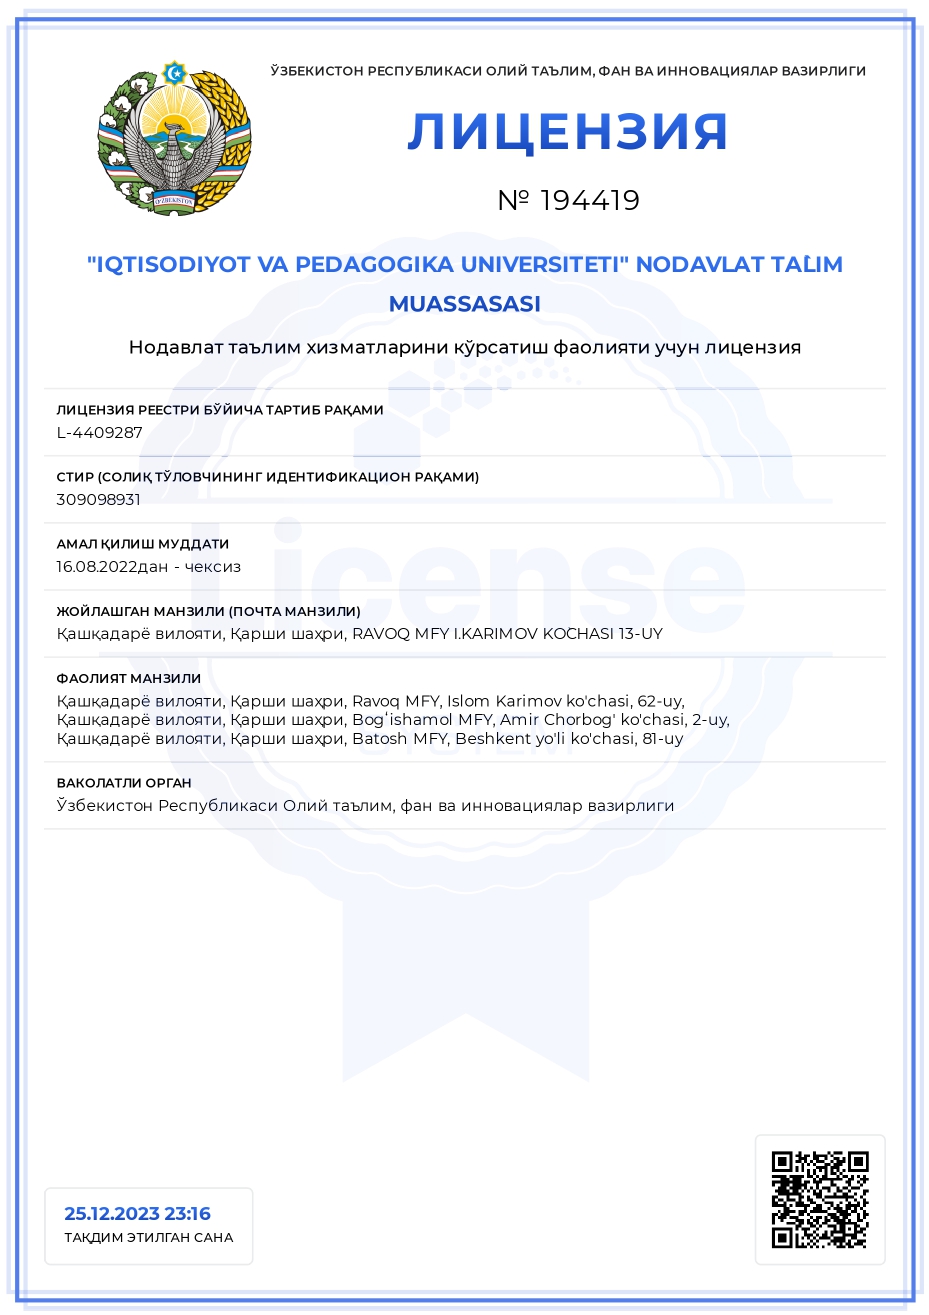 ЎЗБЕКИСТОН РЕСПУБЛИКАСИ ОЛИЙ ТАЪЛИМ, ФАН ВА ИННОВАЦИЯЛАР ВАЗИРЛИГИ
ЛИЦЕНЗИЯ
№ 194419
O'ZBEKISTON
"IQTISODIYOT VA PEDAGOGIKA UNIVERSITETI" NODAVLAT TA`LIM
MUASSASASI
Нодавлат таълим хизматларини кўрсатиш фаолияти учун лицензия
ЛИЦЕНЗИЯ РЕЕСТРИ БЎЙИЧА ТАРТИБ РАҚАМИ
L-4409287
СТИР (СОЛИҚ ТЎЛОВЧИНИНГ ИДЕНТИФИКАЦИОН РАҚАМИ)
309098931
АМАЛ ҚИЛИШ МУДДАТИ
16.08.2022дан - чексиз
License
ЖОЙЛАШГАН МАНЗИЛИ (ПОЧТА МАНЗИЛИ)
Қашқадарё вилояти, Қарши шаҳри, RAVOQ MFY I.KARIMOV KO`CHASI 13-UY
ФАОЛИЯТ МАНЗИЛИ
Қашқадарё вилояти, Қарши шаҳри, Ravoq MFY, Islom Karimov ko'chasi, 62-uy,
Қашқадарё вилояти, Қарши шаҳри, Bogʻishamol MFY, Amir Chorbog' ko'chasi, 2-uy,
Қашқадарё вилояти, Қарши шаҳри, Batosh MFY, Beshkent yo'li ko'chasi, 81-uy
SYSTEM
ВАКОЛАТЛИ ОРГАН
Ўзбекистон Республикаси Олий таълим, фан ва инновациялар вазирлиги
25.12.2023 23:16
ТАҚДИМ ЭТИЛГАН САНА